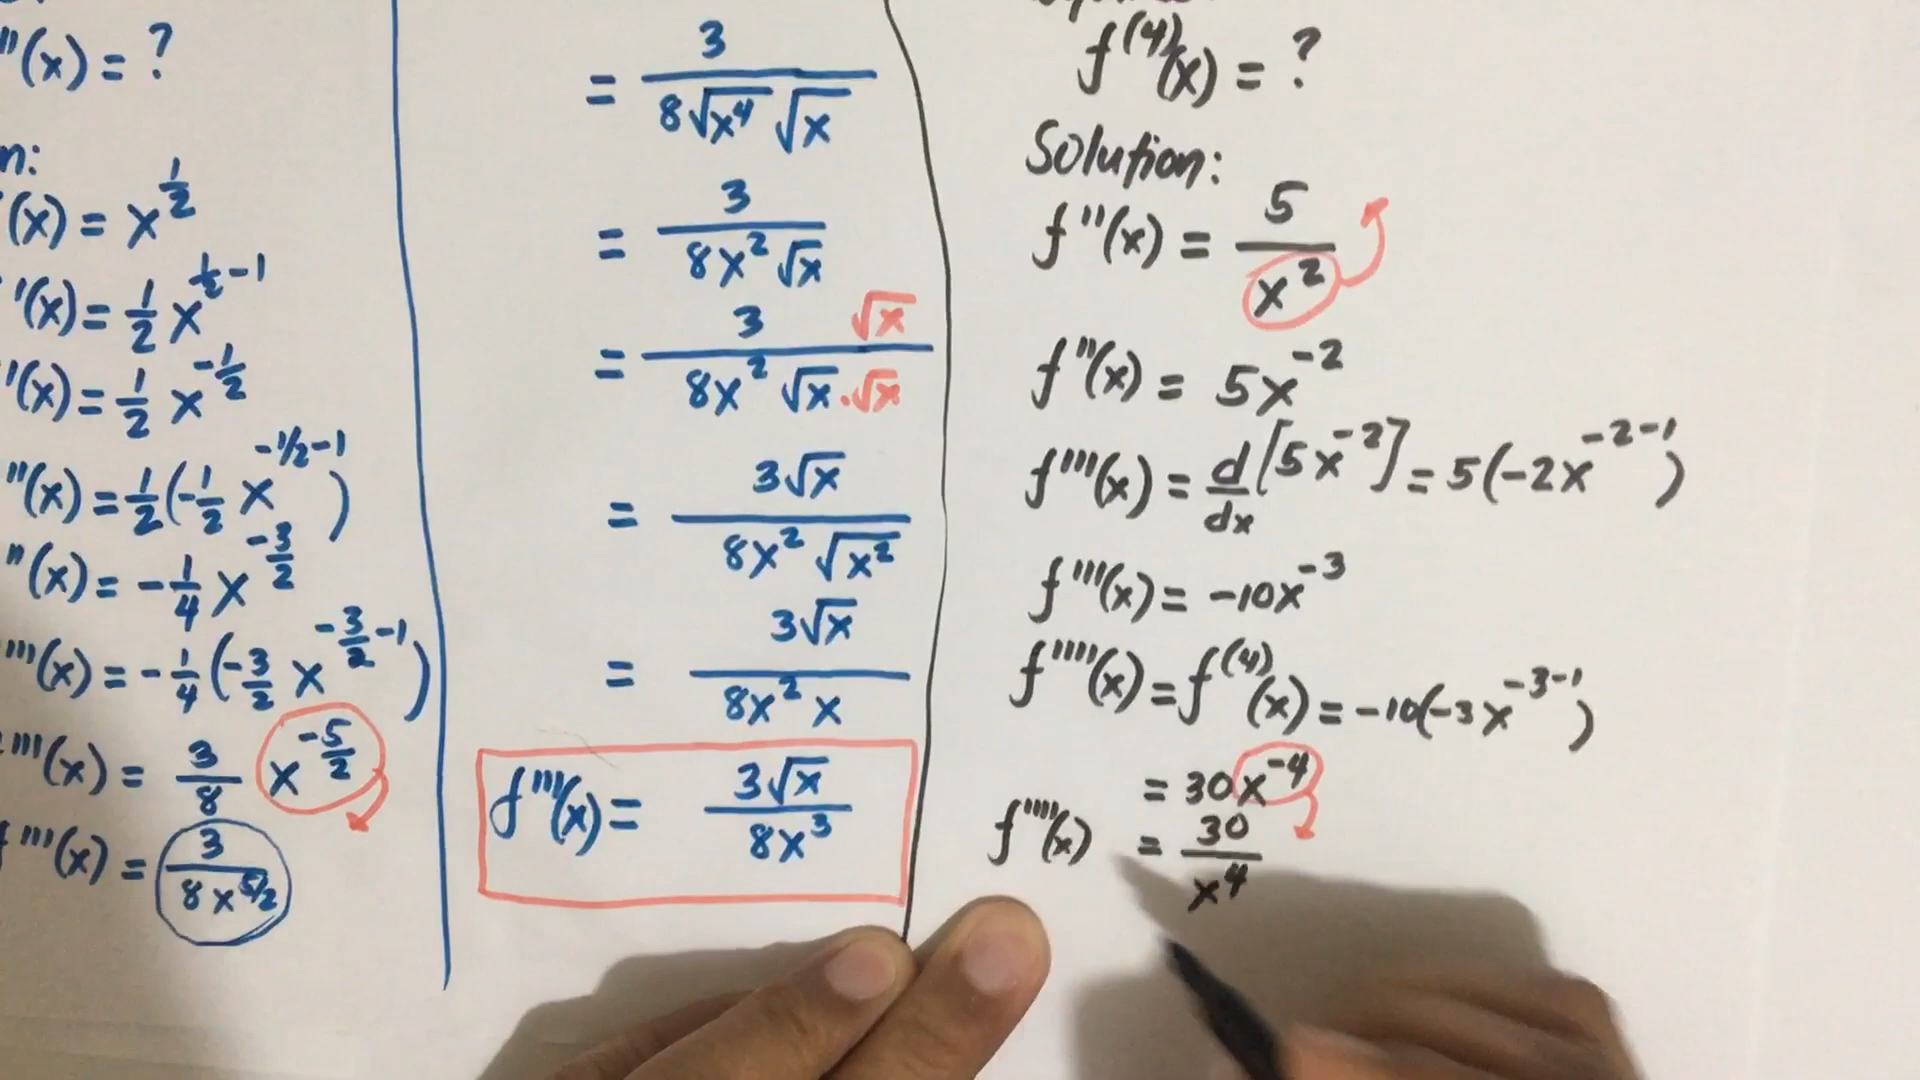 "(x) = ?
n:
(x) = x^{1/2}
'(x) = 1/2 x^{1/2-1}
'(x) = 1/2 x^{-1/2}
"(x) = 1/2 (-1/2 x^{-1/2-1})
"(x) = -1/4 x^{-3/2}
'''(x) = -1/4 (-3/2 x^{-3/2-1})
'''(x) = 3/8 x^{-5/2}
f'''(x) = 3/(8x^{5/2})
= 3/(8√x⁴ √x)
= 3/(8x² √x)
= 3 √x/(8x² √x · √x)
= 3√x/(8x² √x²)
= 3√x/(8x² x)
f'''(x) = 3√x/(8x³)
f^{(4)}(x) = ?
Solution:
f''(x) = 5/x²
f''(x) = 5x^{-2}
f'''(x) = d/dx [5x^{-2}] = 5(-2x^{-2-1})
f'''(x) = -10x^{-3}
f''''(x) = f^{(4)}(x) = -10(-3x^{-3-1})
= 30x^{-4}
f''''(x) = 30/x⁴